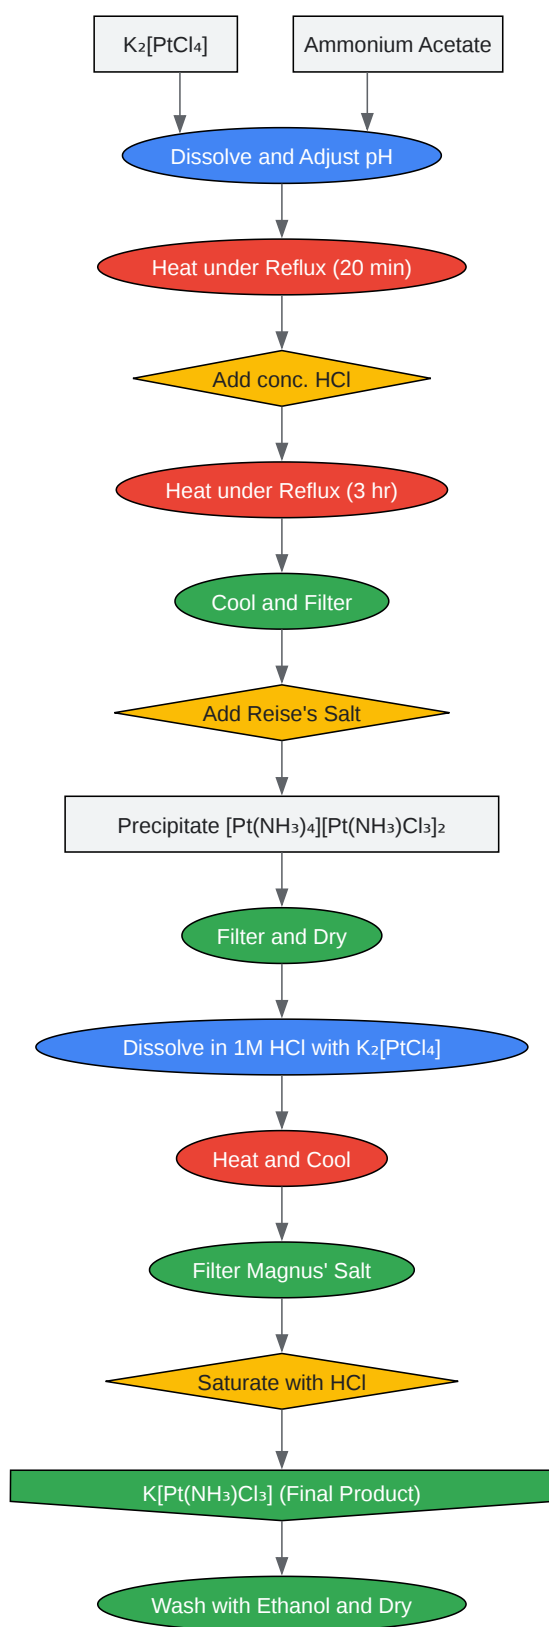 K₂[PtCl₄]
Ammonium Acetate
Dissolve and Adjust pH
Heat under Reflux (20 min)
Add conc. HCl
Heat under Reflux (3 hr)
Cool and Filter
Add Reise's Salt
Precipitate [Pt(NH₃)₄][Pt(NH₃)Cl₃]₂
Filter and Dry
Dissolve in 1M HCl with K₂[PtCl₄]
Heat and Cool
Filter Magnus' Salt
Saturate with HCl
K[Pt(NH₃)Cl₃] (Final Product)
Wash with Ethanol and Dry